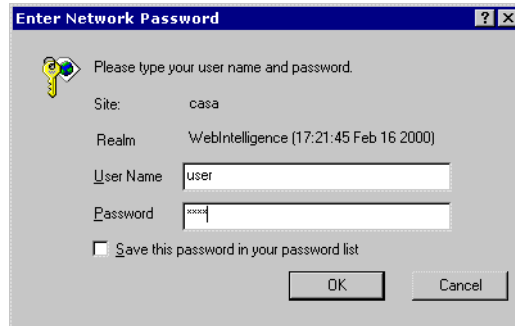 Enter Network Password
Please type your user name and password.
Site: casa
Realm WebIntelligence (17:21:45 Feb 16 2000)
User Name user
Password xxxx
Save this password in your password list
OK Cancel